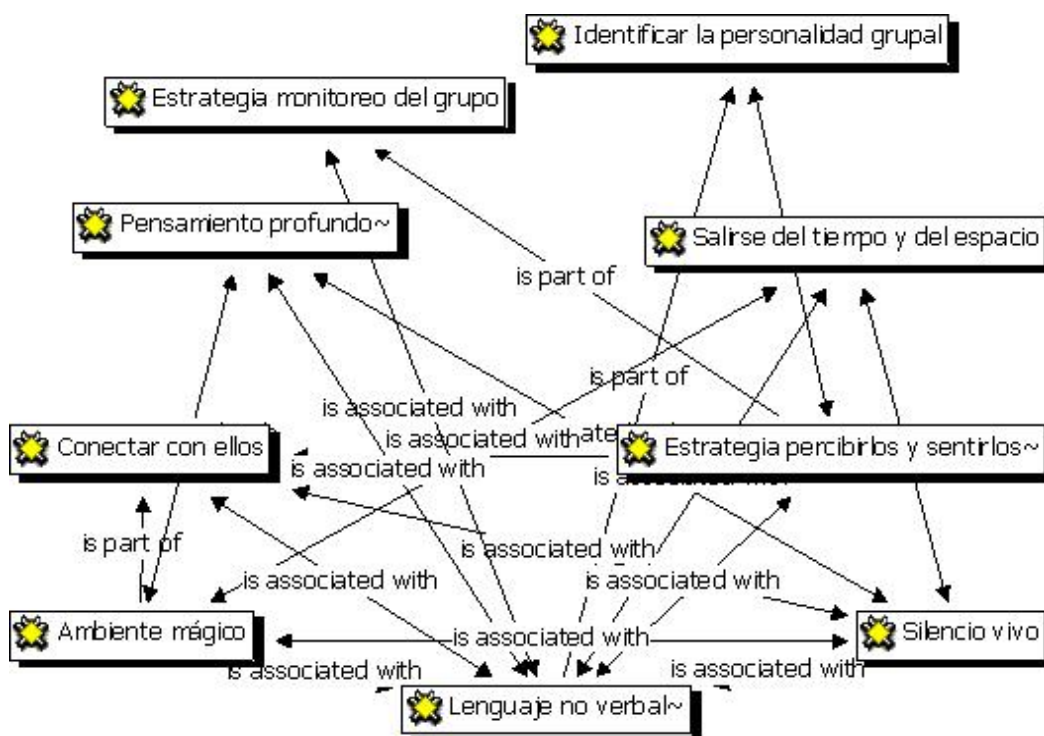 Identificar la personalidad grupal
Estrategia monitoreo del grupo
Pensamiento profundo~
Salirse del tiempo y del espacio
is part of
is part of
is associated with
is associated with
Conectar con ellos
Estrategia percibirlos y sentirlos~
is associated with
is part of
is associated with
is associated with
is associated with
Ambiente mágico
is associated with
Silencio vivo
is associated with
is associated with
Lenguaje no verbal~